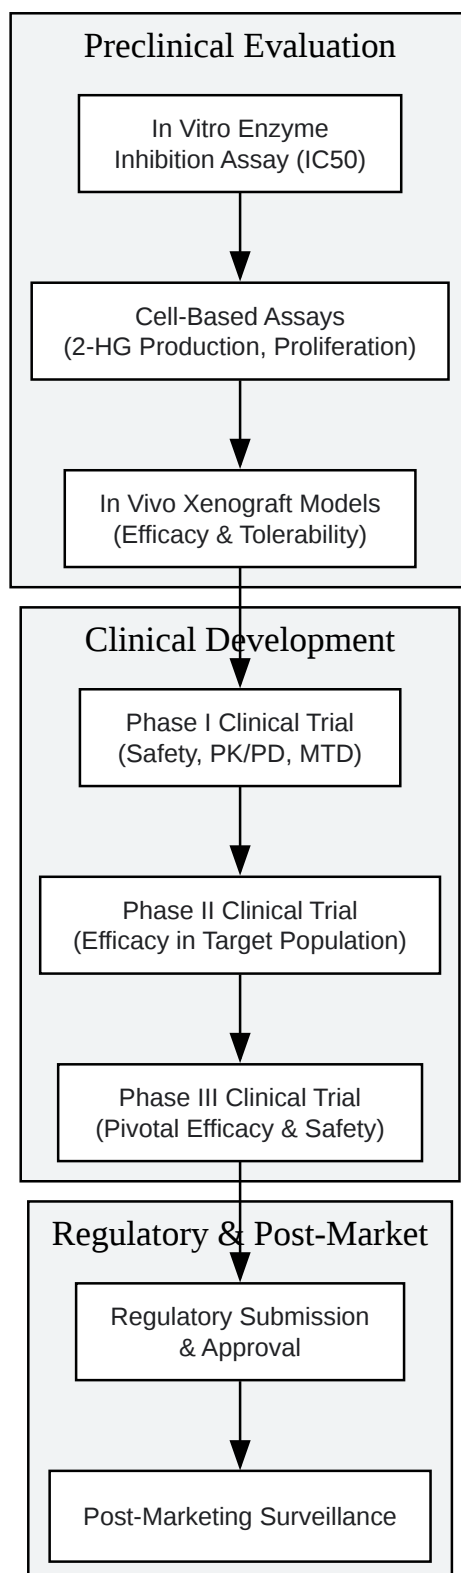 Preclinical Evaluation
In Vitro Enzyme
Inhibition Assay (IC50)
Cell-Based Assays
(2-HG Production, Proliferation)
In Vivo Xenograft Models
(Efficacy & Tolerability)
Clinical Development
Phase I Clinical Trial
(Safety, PK/PD, MTD)
Phase II Clinical Trial
(Efficacy in Target Population)
Phase III Clinical Trial
(Pivotal Efficacy & Safety)
Regulatory & Post-Market
Regulatory Submission
& Approval
Post-Marketing Surveillance